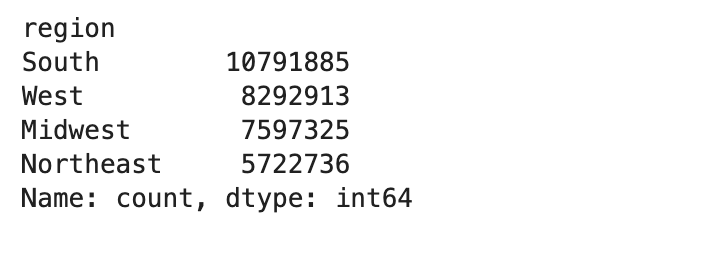 region
South        10791885
West          8292913
Midwest       7597325
Northeast     5722736
Name: count, dtype: int64